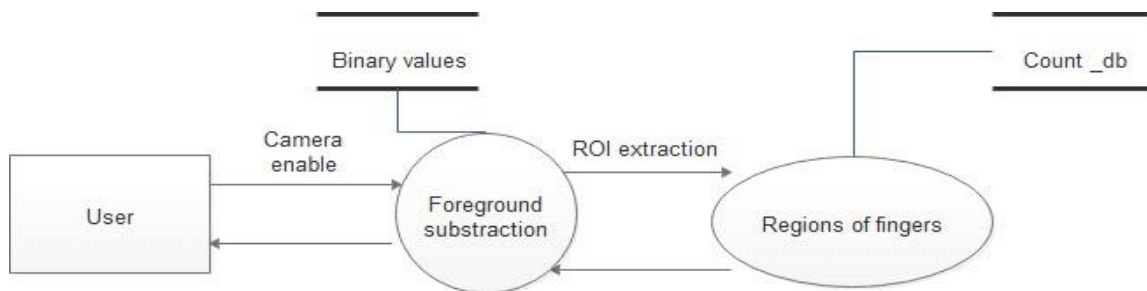 Binary values
Count _db
Camera
enable
ROI extraction
User
Foreground
substraction
Regions of fingers